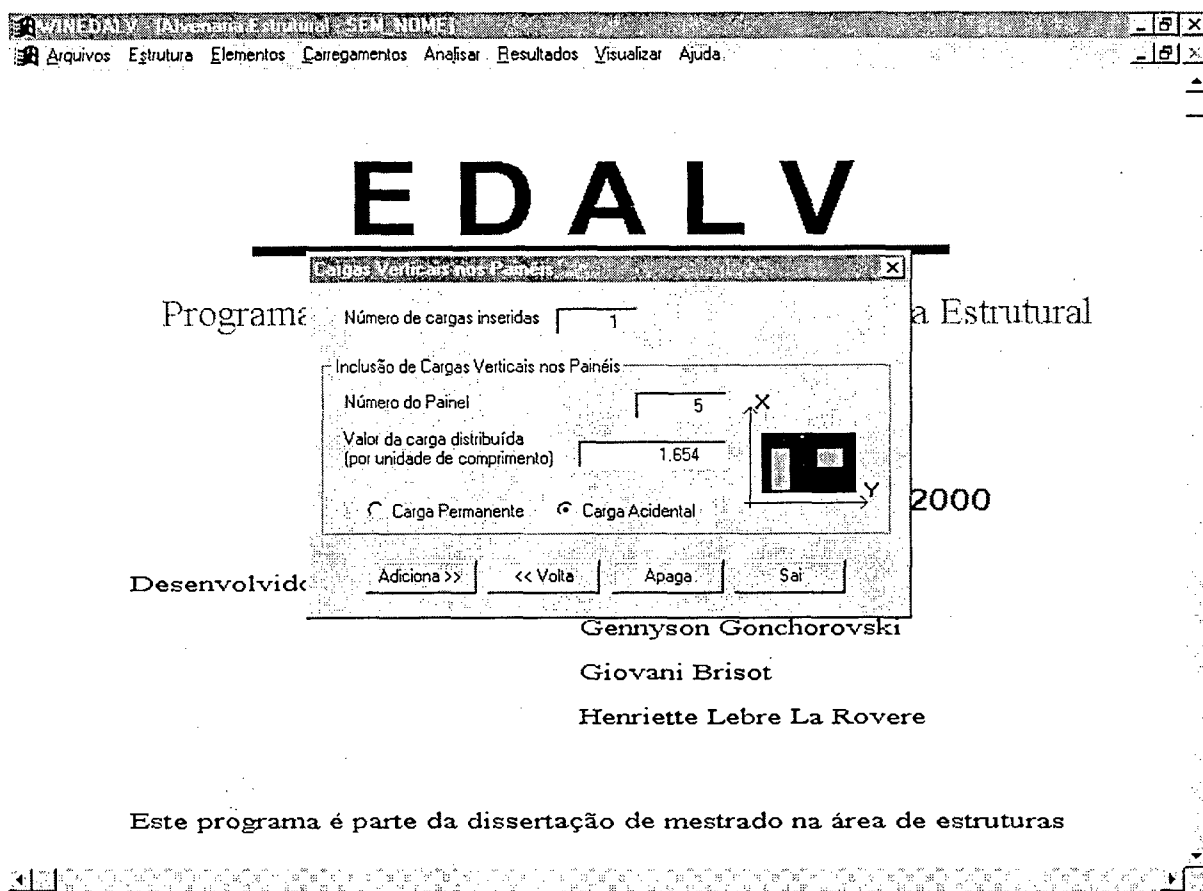 WINEDALV - [Alvenaria Estrutural - SEM_NOME]
Arquivos Estrutura Elementos Carregamentos Analisar Resultados Visualizar Ajuda
EDALV
Cargas Verticais nos Painéis
Programa
a Estrutural
Número de cargas inseridas 1
Inclusão de Cargas Verticais nos Painéis
Número do Painel 5
Valor da carga distribuída
(por unidade de comprimento) 1.654
X
Y
Carga Permanente Carga Acidental
2000
Adiciona >> << Volta Apaga Sai
Desenvolvido
Gennyson Gonchorovski
Giovani Brisot
Henriette Lebre La Rovere
Este programa é parte da dissertação de mestrado na área de estruturas